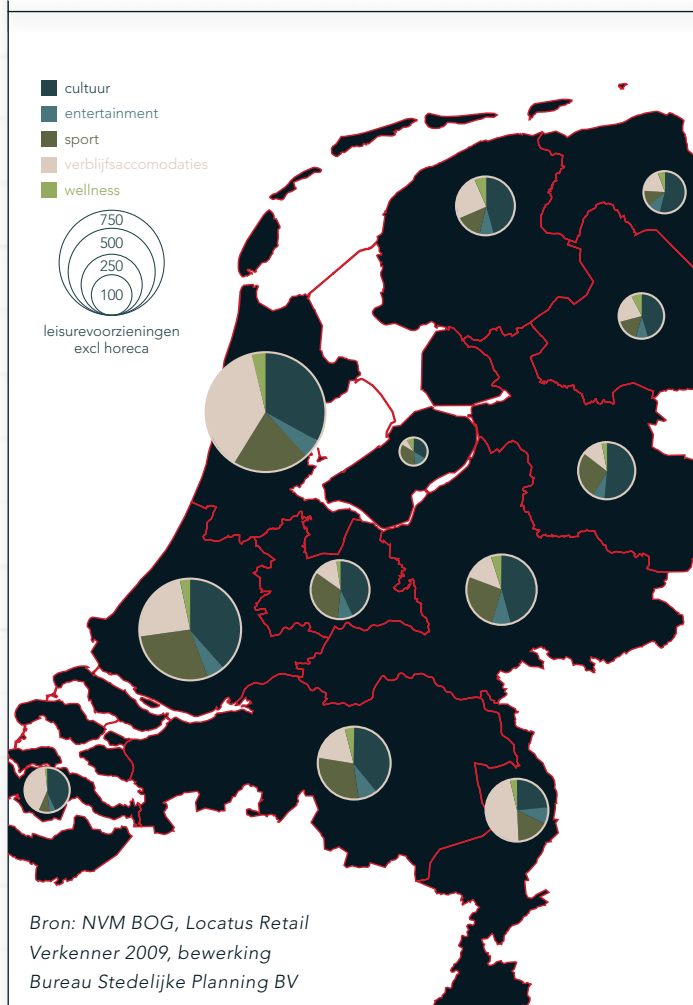 cultuur
entertainment
sport
verblijfsaccomodaties
wellness
750
500
250
100
leisurevoorzieningen
excl horeca
Bron: NVM BOG, Locatus Retail
Verkenner 2009, bewerking
Bureau Stedelijke Planning BV